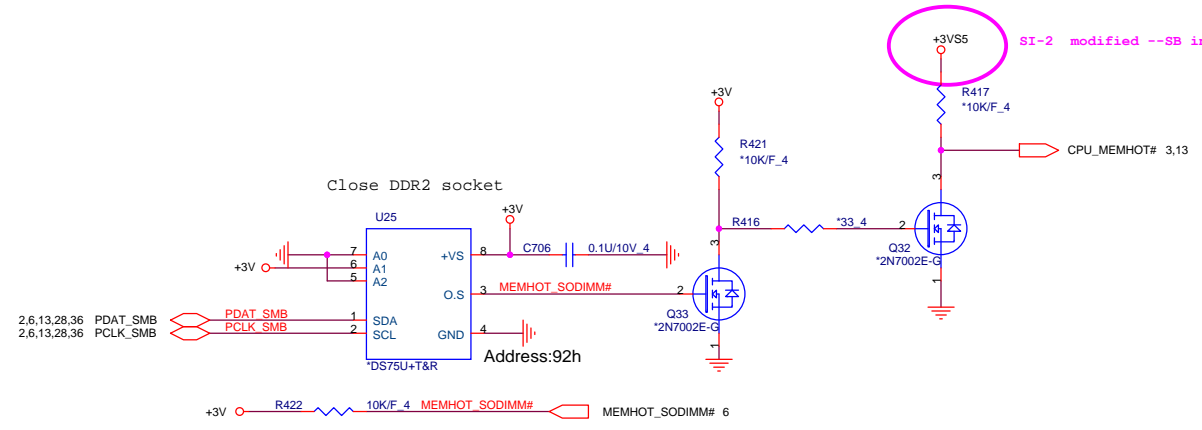 +3VS5
SI-2 modified --SB in
R417
*10K/F_4
+3V
R421
*10K/F_4
CPU_MEMHOT# 3,13
3
Close DDR2 socket
+3V
U25
R416
*33_4
2
Q32
*2N7002E-G
1
C706
0.1U/10V_4
7 A0
+VS 8
+3V
6 A1
5 A2
O.S 3
MEMHOT_SODIMM#
3
2
Q33
*2N7002E-G
1
2,6,13,28,36 PDAT_SMB
PDAT_SMB
1 SDA
2,6,13,28,36 PCLK_SMB
PCLK_SMB
2 SCL
GND 4
Address:92h
*DS75U+T&R
+3V
R422
10K/F_4
MEMHOT_SODIMM#
MEMHOT_SODIMM# 6